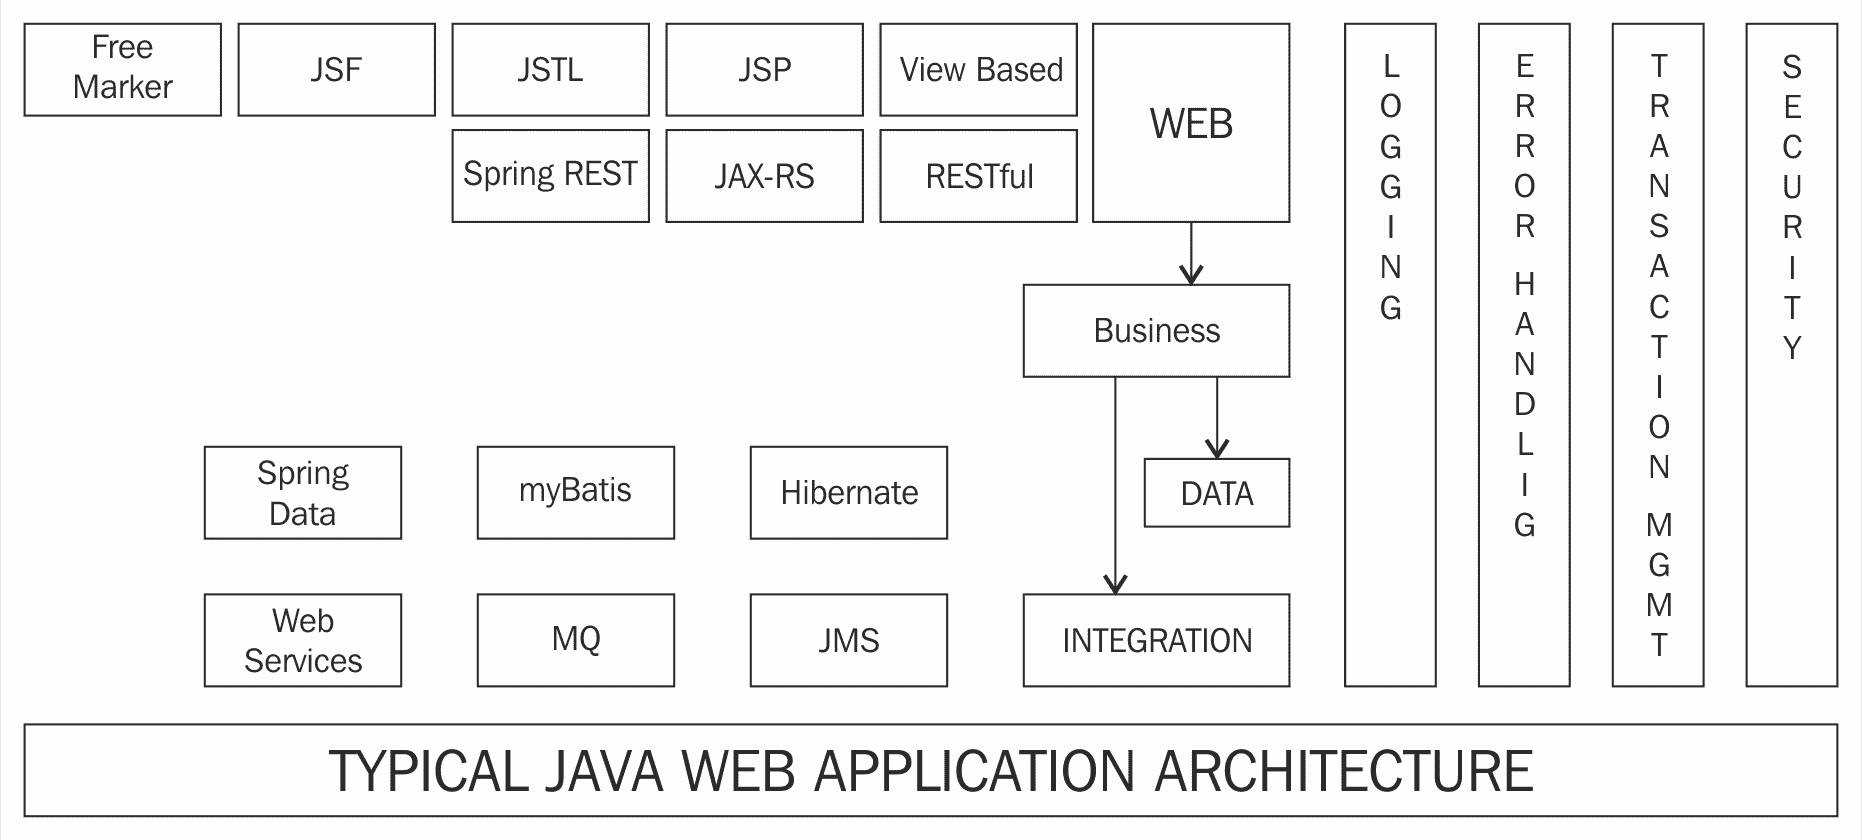 Free
Marker
JSF
JSTL
JSP
View Based
WEB
Spring REST
JAX-RS
RESTful
Business
Spring
Data
myBatis
Hibernate
DATA
Web
Services
MQ
JMS
INTEGRATION
LOGGING
ERROR HANDLIG
TRANSACTION MGMT
SECURITY
TYPICAL JAVA WEB APPLICATION ARCHITECTURE